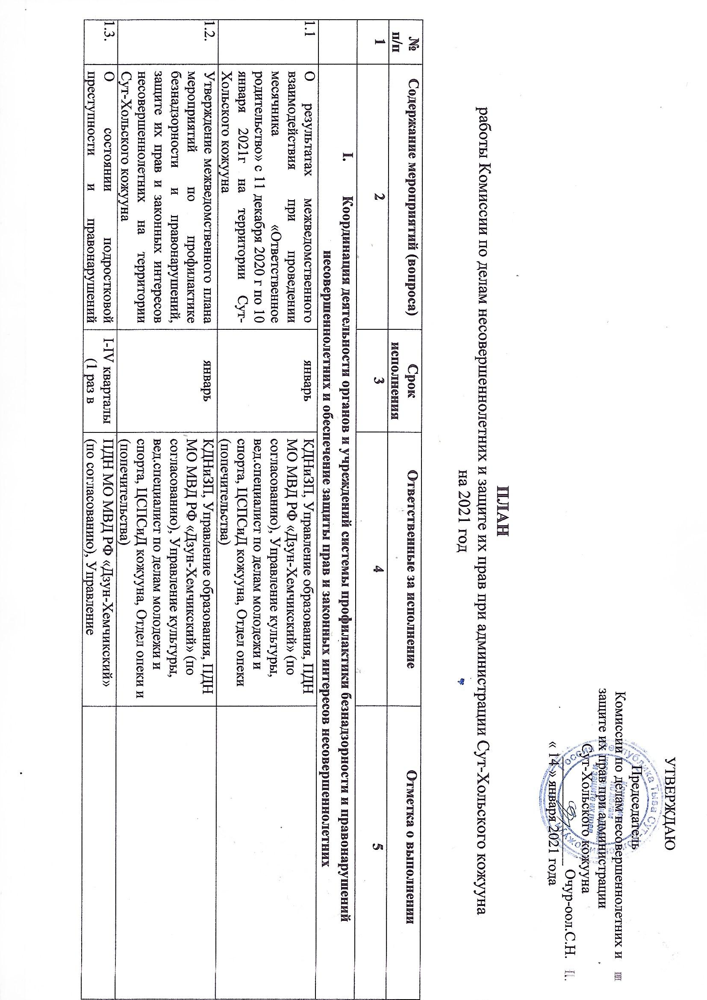 УТВЕРЖДАЮ
Председатель
Комиссии по делам несовершеннолетних и
защите их прав при администрации
Сут-Хольского кожууна
Очур-оол.С.Н.
« 14 » января 2021 года
ПЛАН
работы Комиссии по делам несовершеннолетних и защите их прав при администрации Сут-Хольского кожууна
на 2021 год
№
п/п
Содержание мероприятий (вопроса)
Срок
исполнения
Ответственные за исполнение
Отметка о выполнении
1
2
3
4
5
I. Координация деятельности органов и учреждений системы профилактики безнадзорности и правонарушений
несовершеннолетних и обеспечение защиты прав и законных интересов несовершеннолетних
1.1
О результатах межведомственного
взаимодействия при проведении
месячника «Ответственное
родительство» с 11 декабря 2020 г по 10
января 2021г на территории Сут-
Хольского кожууна
январь
КДНиЗП, Управление образования, ПДН
МО МВД РФ «Дзун-Хемчикский» (по
согласованию), Управление культуры,
вед.специалист по делам молодежи и
спорта, ЦСПСиД кожууна, Отдел опеки
(попечительства)
1.2.
Утверждение межведомственного плана
мероприятий по профилактике
безнадзорности и правонарушений,
защите их прав и законных интересов
несовершеннолетних на территории
Сут-Хольского кожууна
январь
КДНиЗП, Управление образования, ПДН
МО МВД РФ «Дзун-Хемчикский» (по
согласованию), Управление культуры,
вед.специалист по делам молодежи и
спорта, ЦСПСиД кожууна, Отдел опеки и
(попечительства)
1.3.
О состоянии подростковой
преступности и правонарушений
I-IV кварталы
(1 раз в
ПДН МО МВД РФ «Дзун-Хемчикский»
(по согласованию), Управление